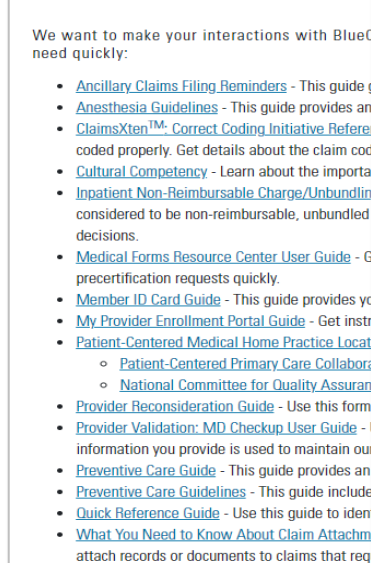 We want to make your interactions with Blue
need quickly:
Ancillary Claims Filing Reminders - This guide
Anesthesia Guidelines - This guide provides an
ClaimsXten™: Correct Coding Initiative Refere
coded properly. Get details about the claim cod
Cultural Competency - Learn about the importa
Inpatient Non-Reimbursable Charge/Unbundlin
considered to be non-reimbursable, unbundled
decisions.
Medical Forms Resource Center User Guide - G
precertification requests quickly.
Member ID Card Guide - This guide provides yo
My Provider Enrollment Portal Guide - Get instr
Patient-Centered Medical Home Practice Locat
Patient-Centered Primary Care Collabora
National Committee for Quality Assuran
Provider Reconsideration Guide - Use this form
Provider Validation: MD Checkup User Guide -
information you provide is used to maintain ou
Preventive Care Guide - This guide provides an
Preventive Care Guidelines - This guide include
Quick Reference Guide - Use this guide to iden
What You Need to Know About Claim Attachm
attach records or documents to claims that req